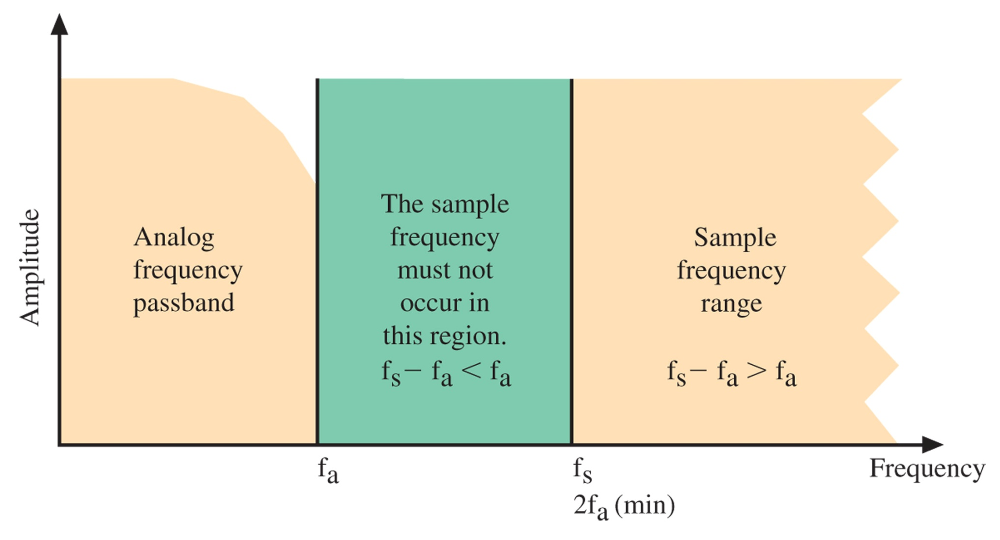 Amplitude
Analog
frequency
passband
The sample
frequency
must not
occur in
this region.
fₛ − fₐ < fₐ
Sample
frequency
range
fₛ − fₐ > fₐ
fₐ
fₛ
2fₐ (min)
Frequency